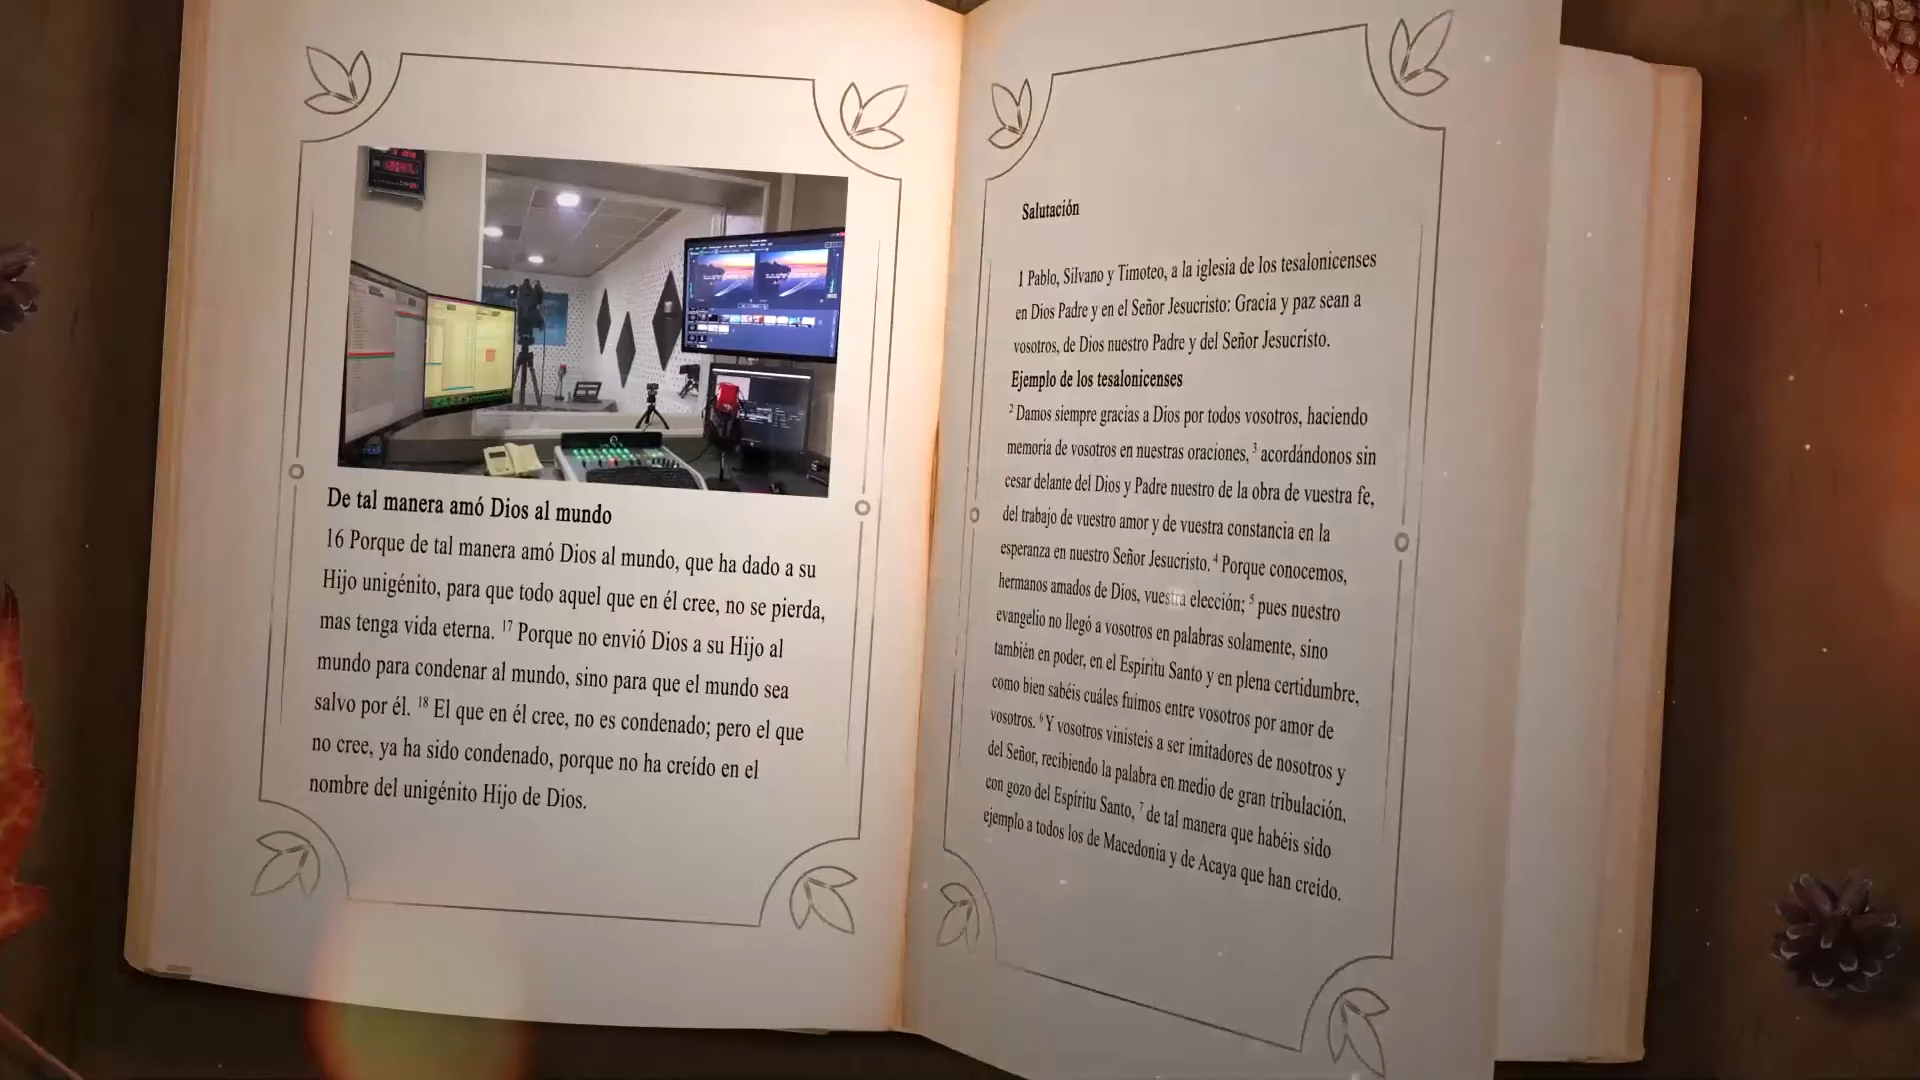 De tal manera amó Dios al mundo
16 Porque de tal manera amó Dios al mundo, que ha dado a su
Hijo unigénito, para que todo aquel que en él cree, no se pierda,
mas tenga vida eterna. 17 Porque no envió Dios a su Hijo al
mundo para condenar al mundo, sino para que el mundo sea
salvo por él. 18 El que en él cree, no es condenado; pero el que
no cree, ya ha sido condenado, porque no ha creído en el
nombre del unigénito Hijo de Dios.
Salutación
1 Pablo, Silvano y Timoteo, a la iglesia de los tesalonicenses
en Dios Padre y en el Señor Jesucristo: Gracia y paz sean a
vosotros, de Dios nuestro Padre y del Señor Jesucristo.
Ejemplo de los tesalonicenses
2 Damos siempre gracias a Dios por todos vosotros, haciendo
memoria de vosotros en nuestras oraciones, 3 acordándonos sin
cesar delante del Dios y Padre nuestro de la obra de vuestra fe,
del trabajo de vuestro amor y de vuestra constancia en la
esperanza en nuestro Señor Jesucristo. 4 Porque conocemos,
hermanos amados de Dios, vuestra elección; 5 pues nuestro
evangelio no llegó a vosotros en palabras solamente, sino
también en poder, en el Espíritu Santo y en plena certidumbre,
como bien sabéis cuáles fuimos entre vosotros por amor de
vosotros. 6 Y vosotros vinisteis a ser imitadores de nosotros y
del Señor, recibiendo la palabra en medio de gran tribulación,
con gozo del Espíritu Santo, 7 de tal manera que habéis sido
ejemplo a todos los de Macedonia y de Acaya que han creído.